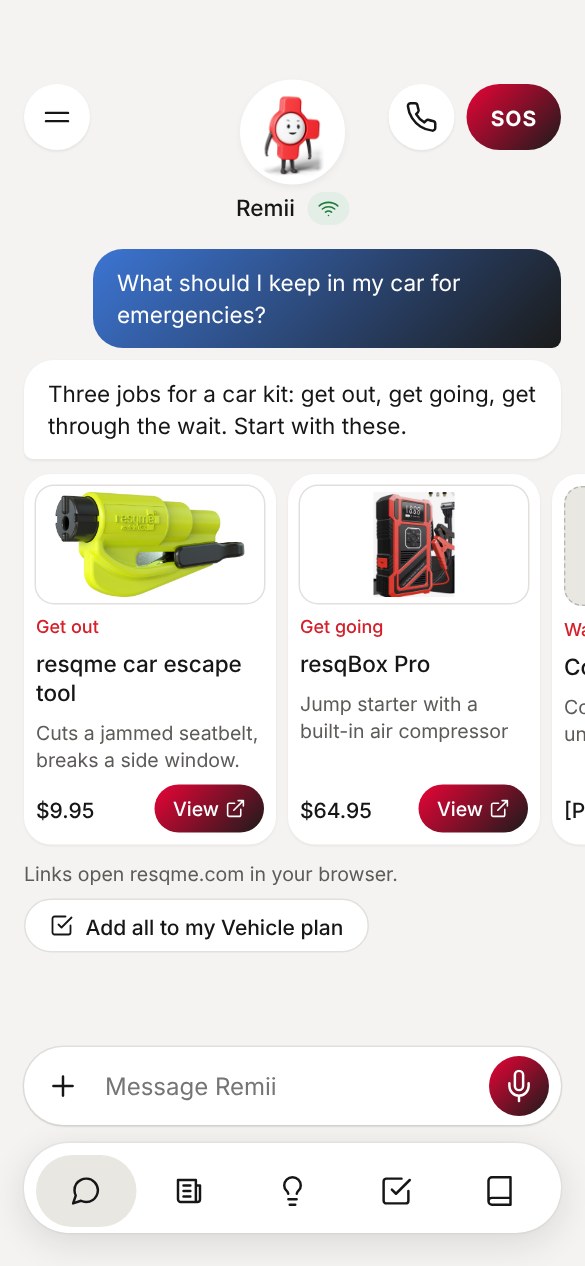 SOS
Remii
What should I keep in my car for
emergencies?
Three jobs for a car kit: get out, get going, get
through the wait. Start with these.
resqme
Get out
resqme car escape
tool
Cuts a jammed seatbelt,
breaks a side window.
$9.95
View
Get going
resqBox Pro
Jump starter with a
built-in air compressor
$64.95
View
Links open resqme.com in your browser.
Add all to my Vehicle plan
Message Remii